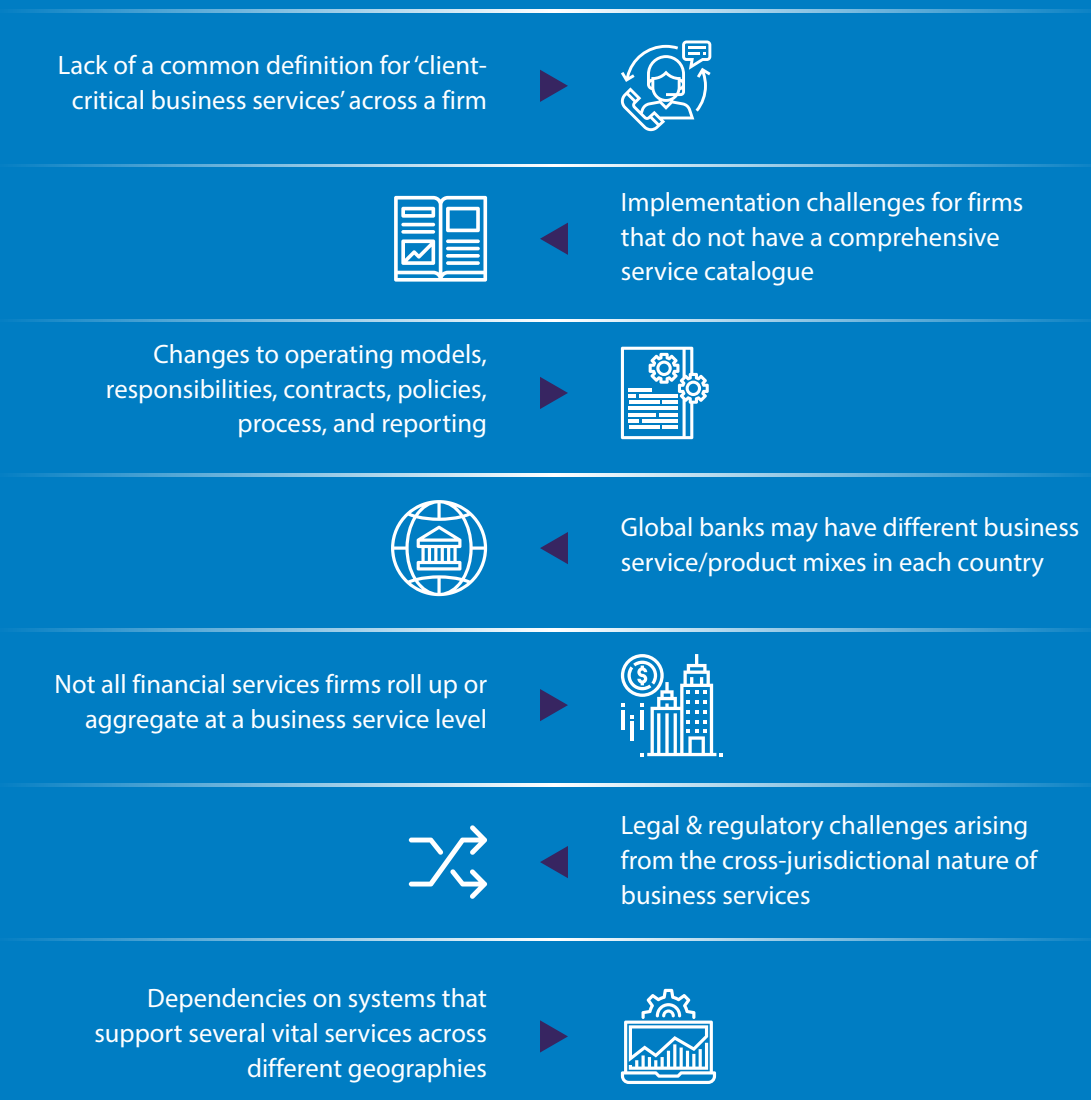 Lack of a common definition for ‘client-
critical business services’ across a firm
Implementation challenges for firms
that do not have a comprehensive
service catalogue
Changes to operating models,
responsibilities, contracts, policies,
process, and reporting
Global banks may have different business
service/product mixes in each country
Not all financial services firms roll up or
aggregate at a business service level
$
Legal & regulatory challenges arising
from the cross-jurisdictional nature of
business services
Dependencies on systems that
support several vital services across
different geographies